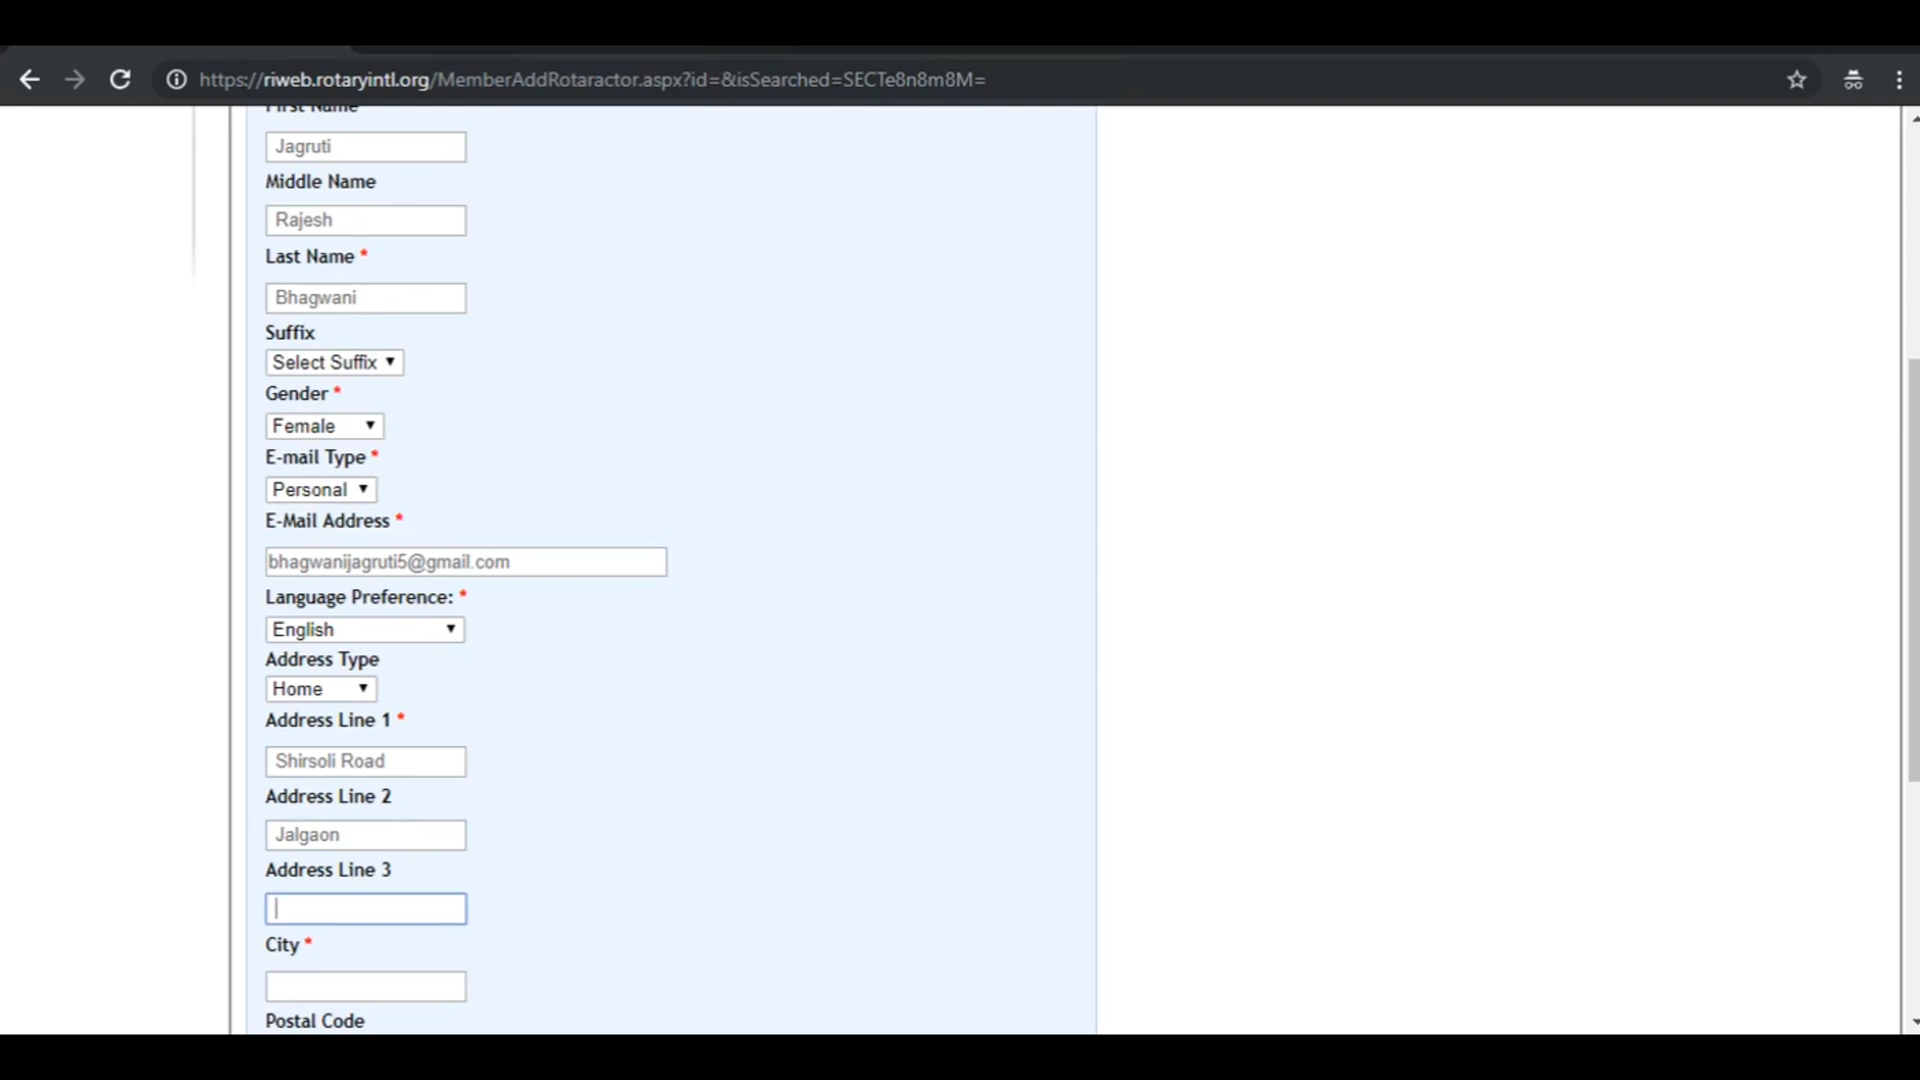 https://riweb.rotaryintl.org/MemberAddRotaractor.aspx?id=&isSearched=SECTe8n8m8M=
First Name
Jagruti
Middle Name
Rajesh
Last Name *
Bhagwani
Suffix
Select Suffix
Gender *
Female
E-mail Type *
Personal
E-Mail Address *
bhagwanijagruti5@gmail.com
Language Preference: *
English
Address Type
Home
Address Line 1 *
Shirsoli Road
Address Line 2
Jalgaon
Address Line 3
City *
Postal Code